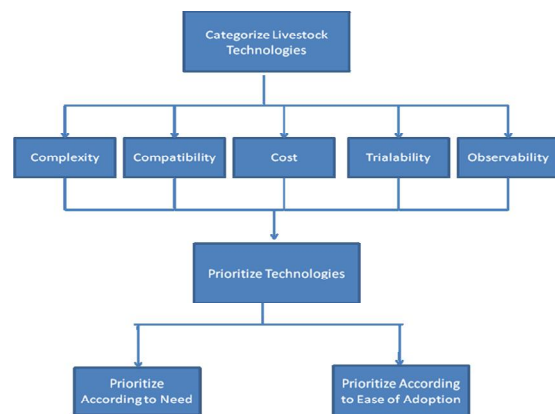 Categorize Livestock
Technologies
Complexity
Compatibility
Cost
Trialability
Observability
Prioritize Technologies
Prioritize
According to Need
Prioritize According
to Ease of Adoption